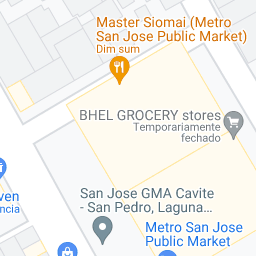 Master Siomai (Metro
San Jose Public Market)
Dim sum
BHEL GROCERY stores
Temporariamente
fechado
ven
ência
San Jose GMA Cavite
- San Pedro, Laguna...
Metro San Jose
Public Market